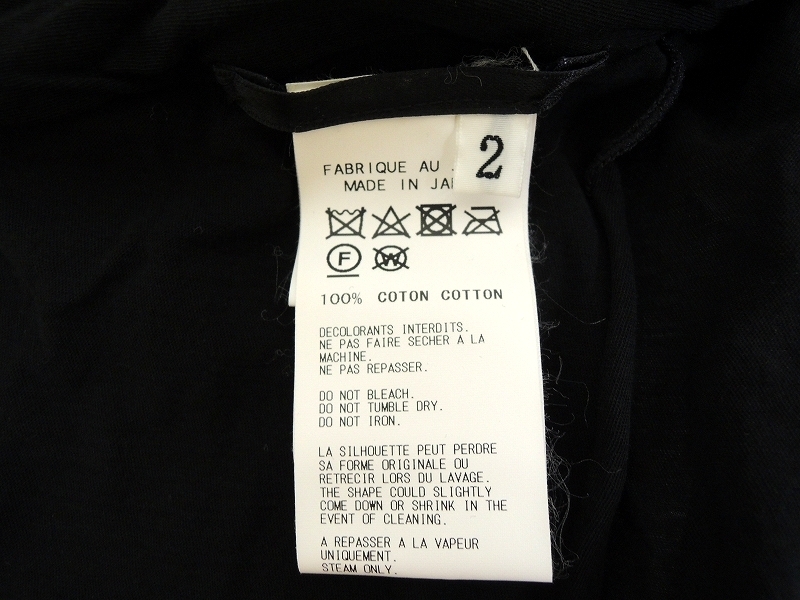 2
FABRIQUE AU
MADE IN
F
W
100% COTON COTTON
DECOLORANTS INTERDITS.
NE PAS FAIRE SECHER A LA
MACHINE.
NE PAS REPASSER.
DO NOT BLEACH.
DO NOT TUMBLE DRY.
DO NOT IRON.
LA SILHOUETTE PEUT PERDRE
SA FORME ORIGINALE OU
RETRECIR LORS DU LAVAGE.
THE SHAPE COULD SLIGHTLY
COME DOWN OR SHRINK IN THE
EVENT OF CLEANING.
A REPASSER A LA VAPEUR
UNIQUEMENT.
STEAM ONLY.